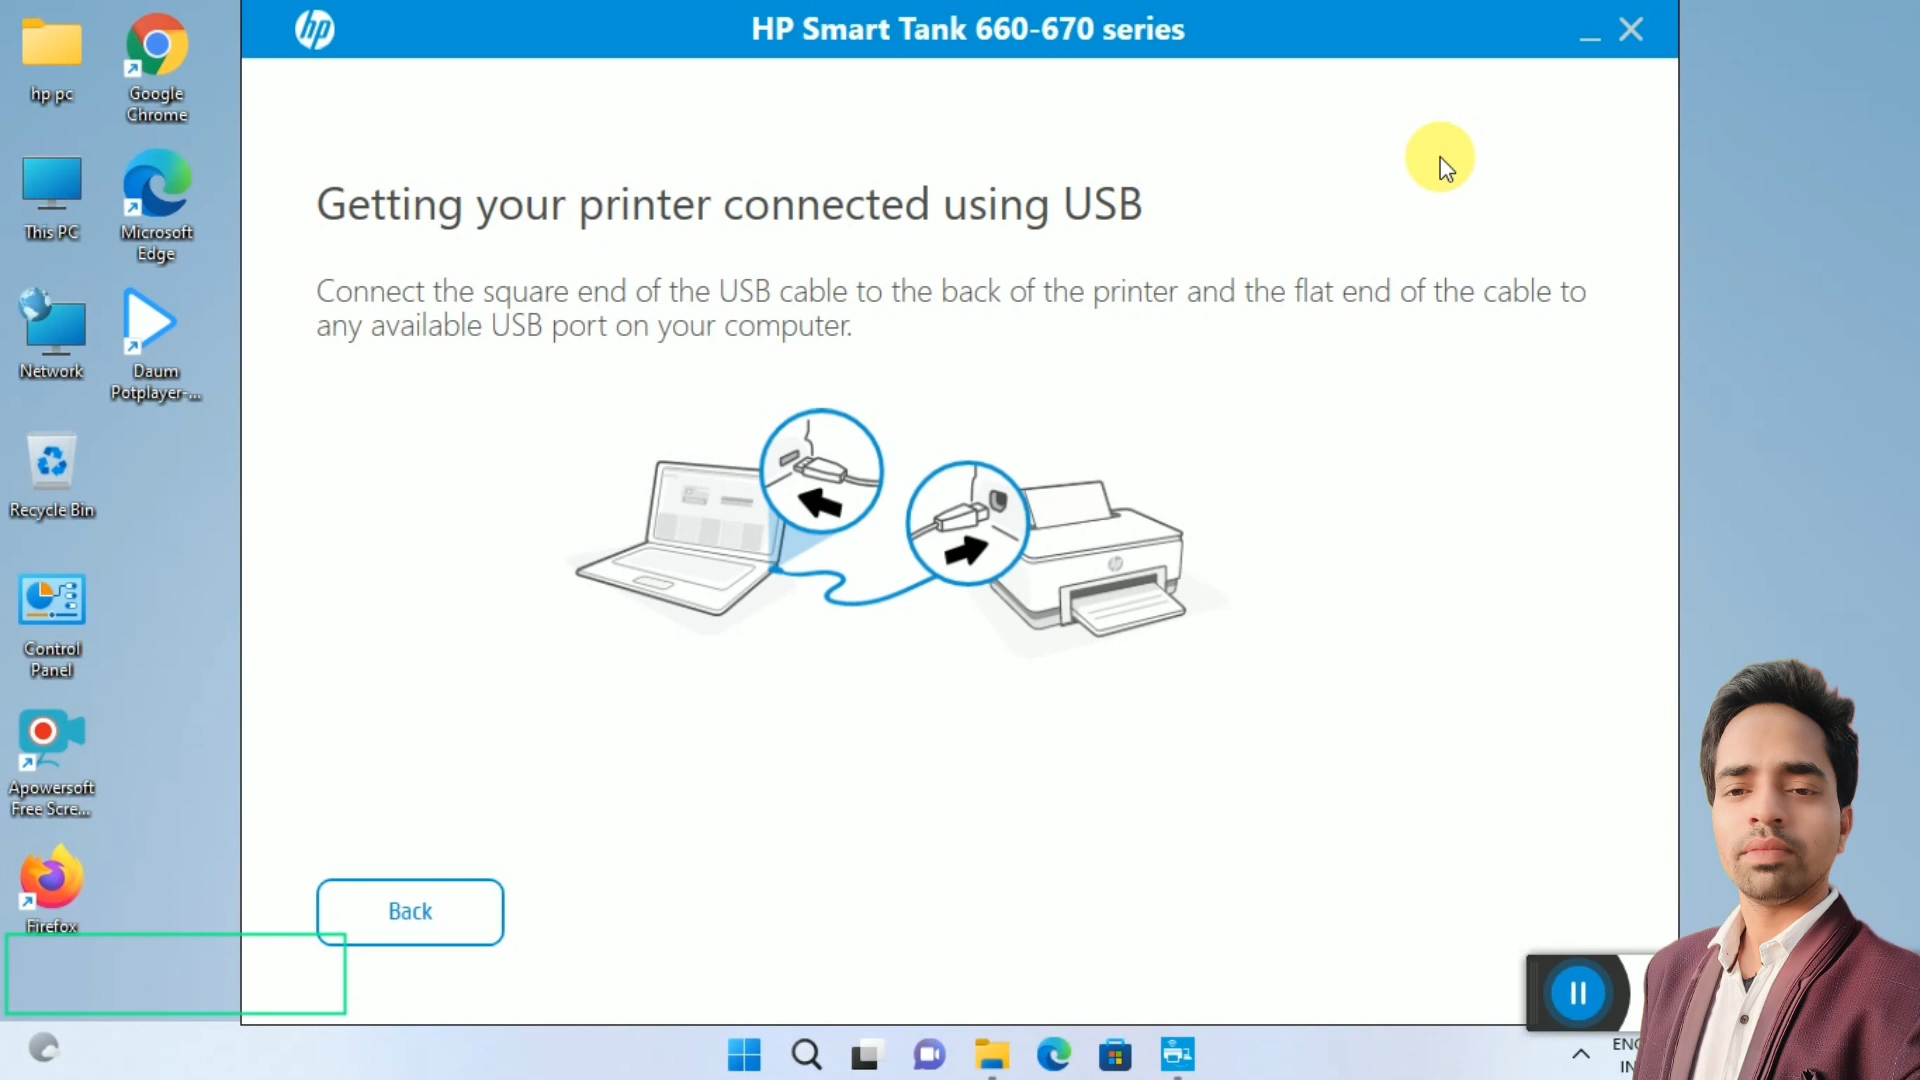 hp
HP Smart Tank 660-670 series
hp pc
Google
Chrome
This PC
Microsoft
Edge
Network
Daum
Potplayer-...
Recycle Bin
Control
Panel
Apowersoft
Free Scre...
Firefox
Getting your printer connected using USB
Connect the square end of the USB cable to the back of the printer and the flat end of the cable to
any available USB port on your computer.
Back
ENG
IN